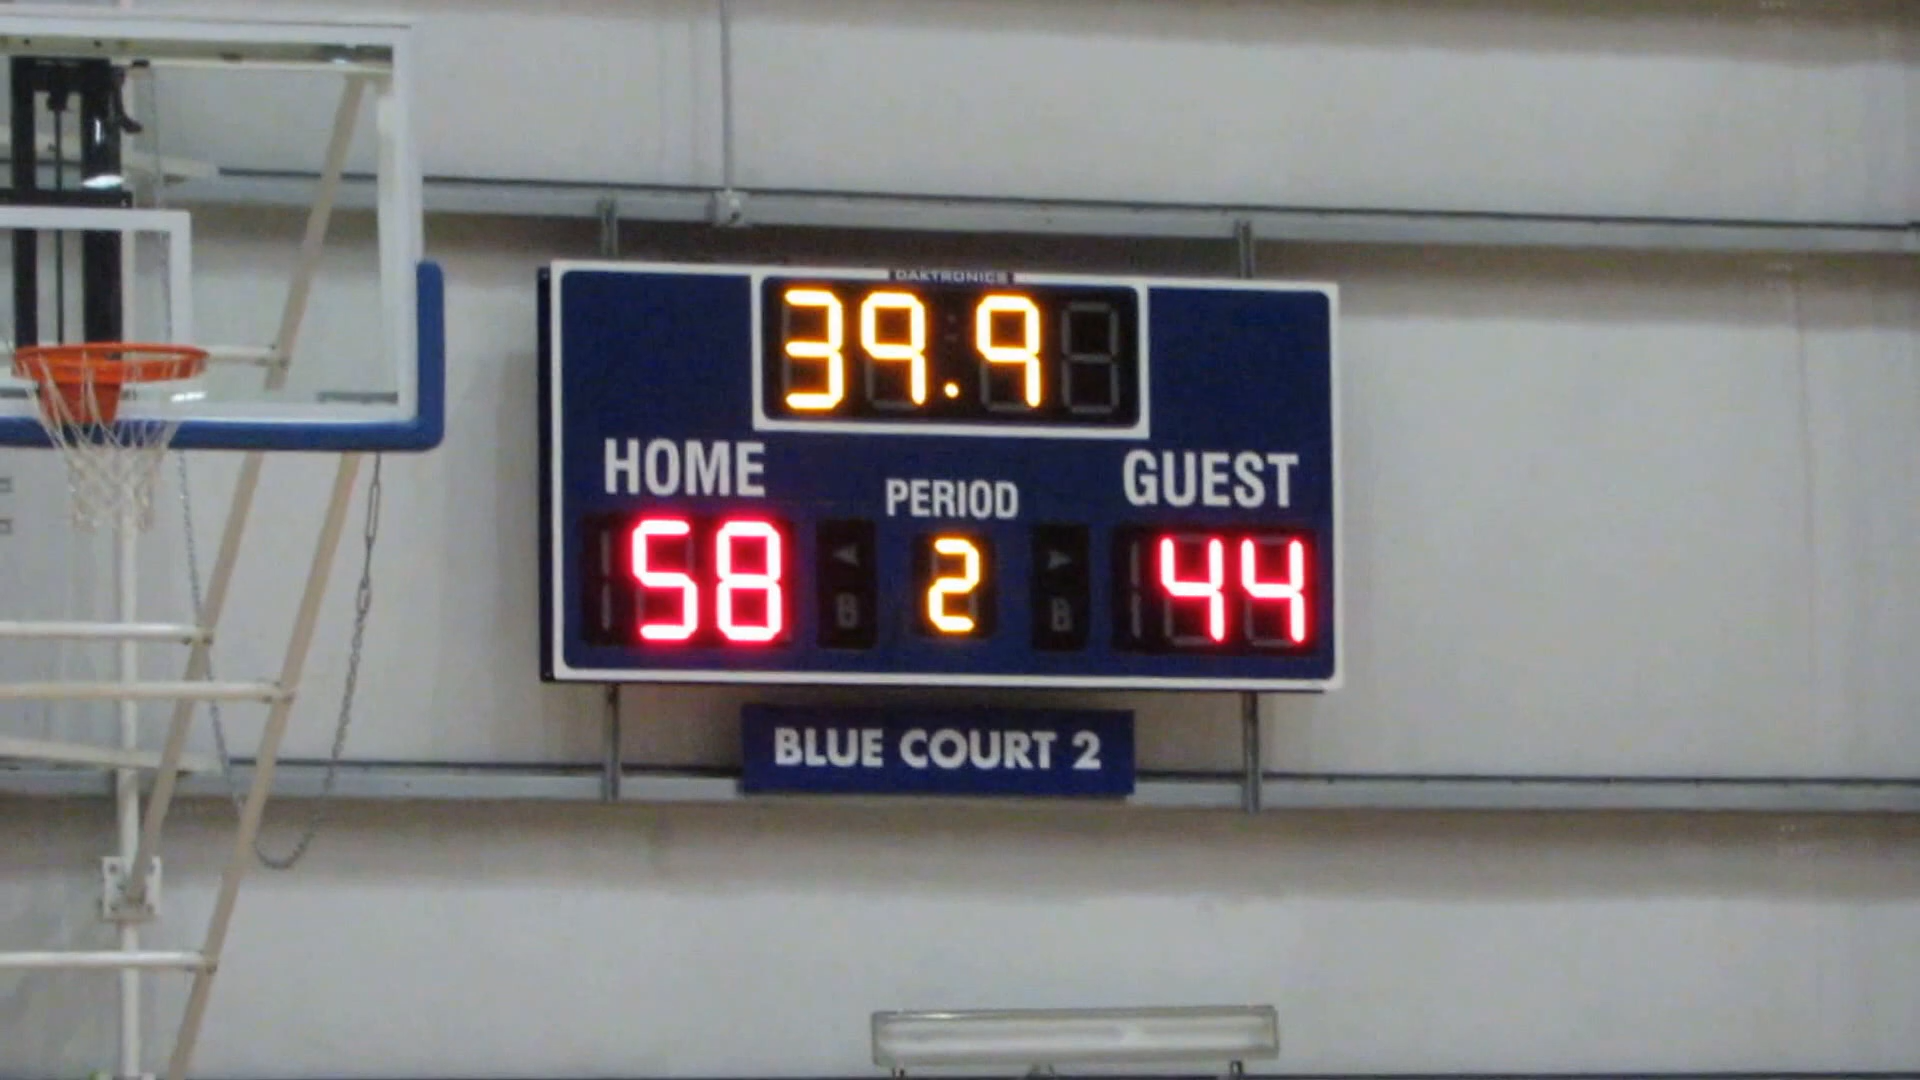 DAKTRONICS
39.9
HOME PERIOD GUEST
58 2 44
B B
BLUE COURT 2